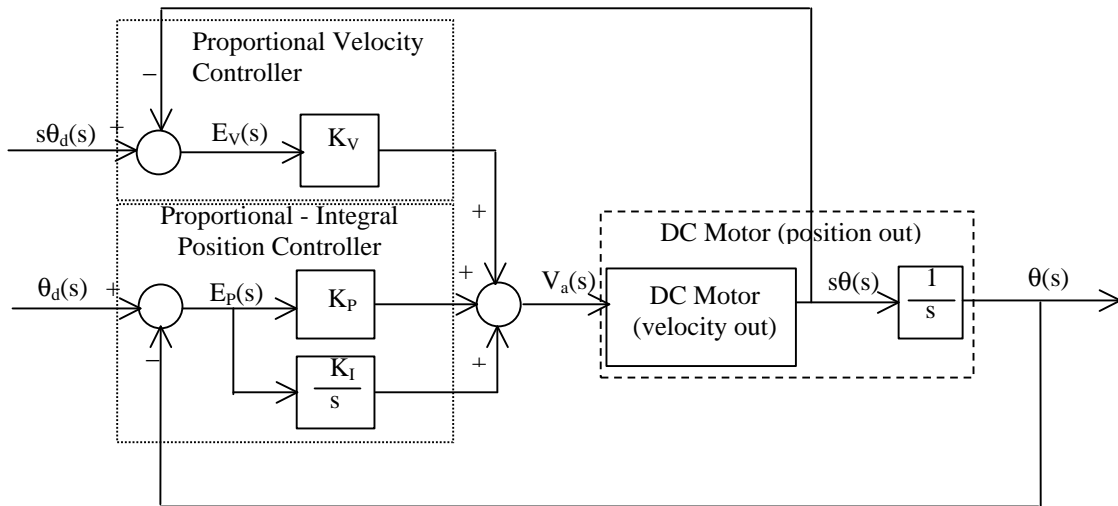 Proportional Velocity
Controller
−
sθd(s)
+
EV(s)
KV
+
Proportional - Integral
Position Controller
DC Motor (position out)
θd(s)
+
EP(s)
KP
+
Va(s)
DC Motor
(velocity out)
sθ(s)
1
s
θ(s)
−
KI
s
+